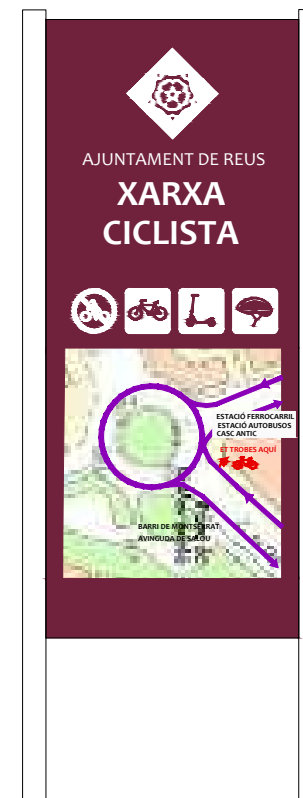 AJUNTAMENT DE REUS
XARXA
CICLISTA
ESTACIÓ FERROCARRIL
ESTACIÓ AUTOBUSOS
CASC ANTIC
ET TROBES AQUÍ
BARRI DE MONTSERRAT
AVINGUDA DE SALOU